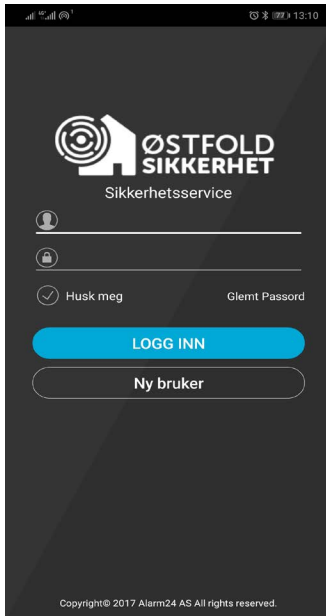 13:10
ØSTFOLD
SIKKERHET
Sikkerhetsservice
Husk meg
Glemt Passord
LOGG INN
Ny bruker
Copyright© 2017 Alarm24 AS All rights reserved.